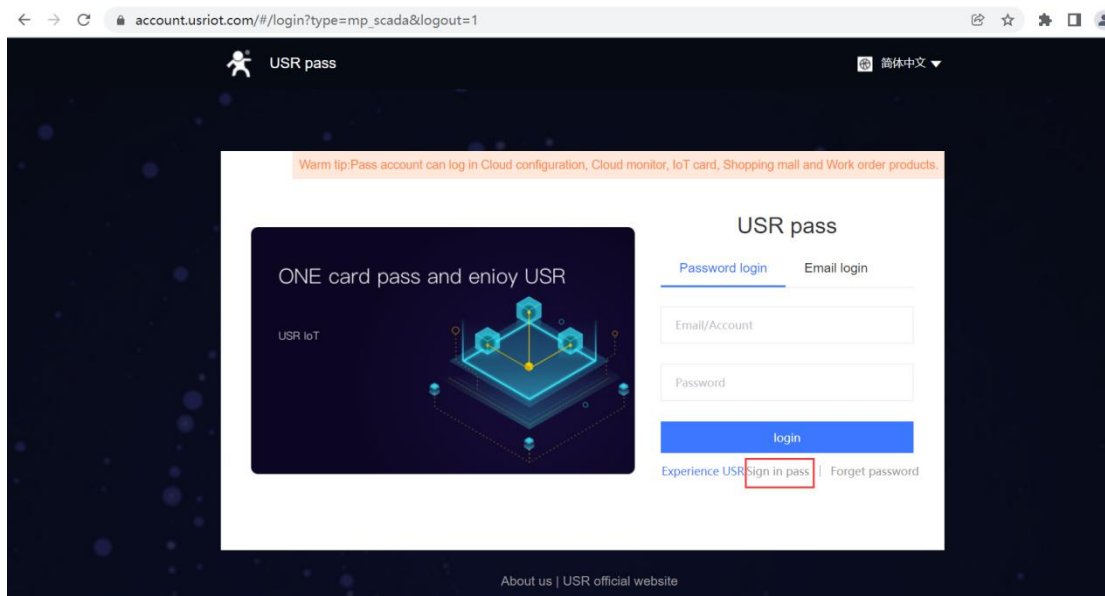 account.usriot.com/#/login?type=mp_scada&logout=1
USR pass
简体中文
Warm tip:Pass account can log in Cloud configuration, Cloud monitor, IoT card, Shopping mall and Work order products.
USR pass
Password login Email login
ONE card pass and enioy USR
USR IoT
Email/Account
Password
login
Experience USR Sign in pass | Forget password
About us | USR official website